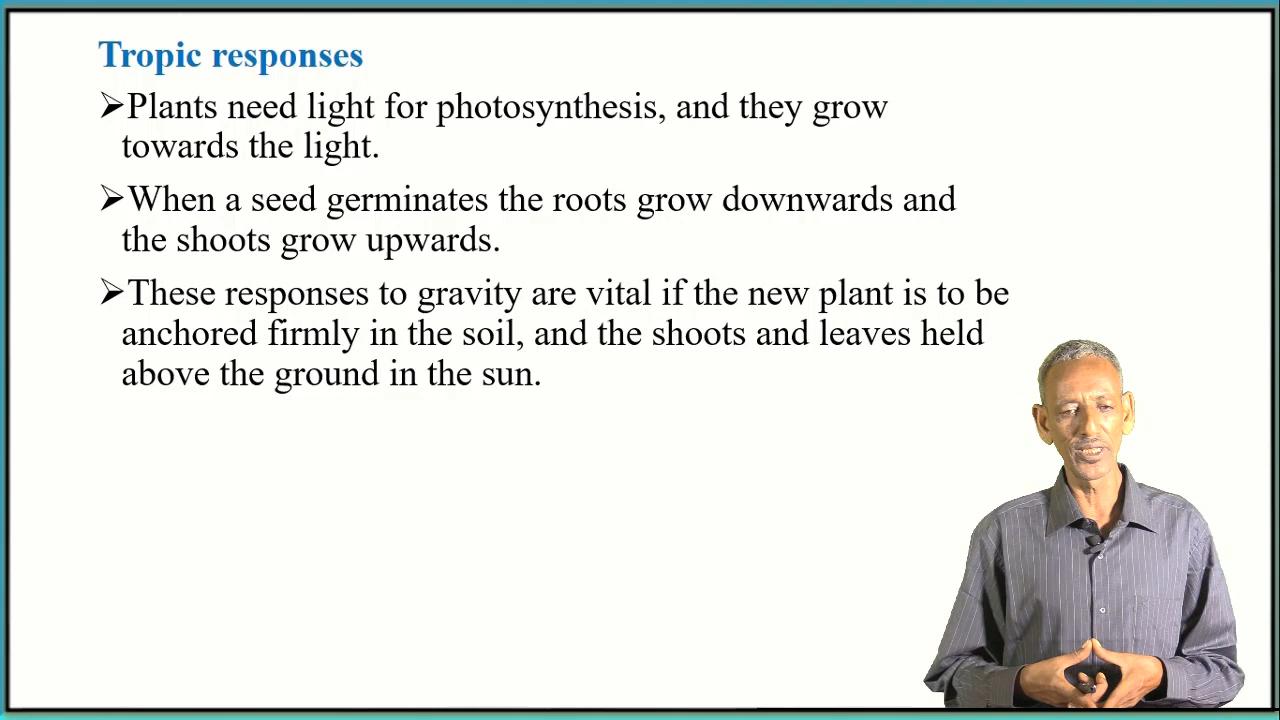 Tropic responses
➢Plants need light for photosynthesis, and they grow
towards the light.
➢When a seed germinates the roots grow downwards and
the shoots grow upwards.
➢These responses to gravity are vital if the new plant is to be
anchored firmly in the soil, and the shoots and leaves held
above the ground in the sun.